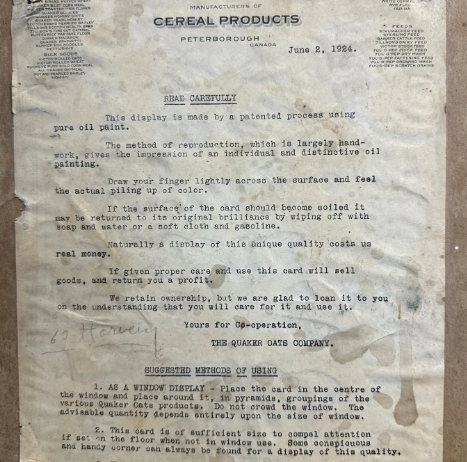 MANUFACTURERS OF
CEREAL PRODUCTS
PETERBOROUGH
CANADA
FEEDS
June 2, 1924.
READ CAREFULLY
This display is made by a patented process using
pure oil paint.
The method of reproduction, which is largely hand-
work, gives the impression of an individual and distinctive oil
painting.
Draw your finger lightly across the surface and feel
the actual piling up of color.
If the surface of the card should become soiled it
may be returned to its original brilliance by wiping off with
soap and water or a soft cloth and gasoline.
Naturally a display of this unique quality costs us
real money.
If given proper care and use this card will sell
goods, and return you a profit.
We retain ownership, but we are glad to loan it to you
on the understanding that you will care for it and use it.
Yours for Co-operation,
THE QUAKER OATS COMPANY.
SUGGESTED METHODS OF USING
1. AS A WINDOW DISPLAY - Place the card in the centre of
the window and place around it, in pyramids, groupings of the
various Quaker Oats products. Do not crowd the window. The
advisable quantity depends entirely upon the size of window.
2. This card is of sufficient size to compel attention
if set on the floor when not in window use. Some conspicuous
and handy corner can always be found for a display of this quality.